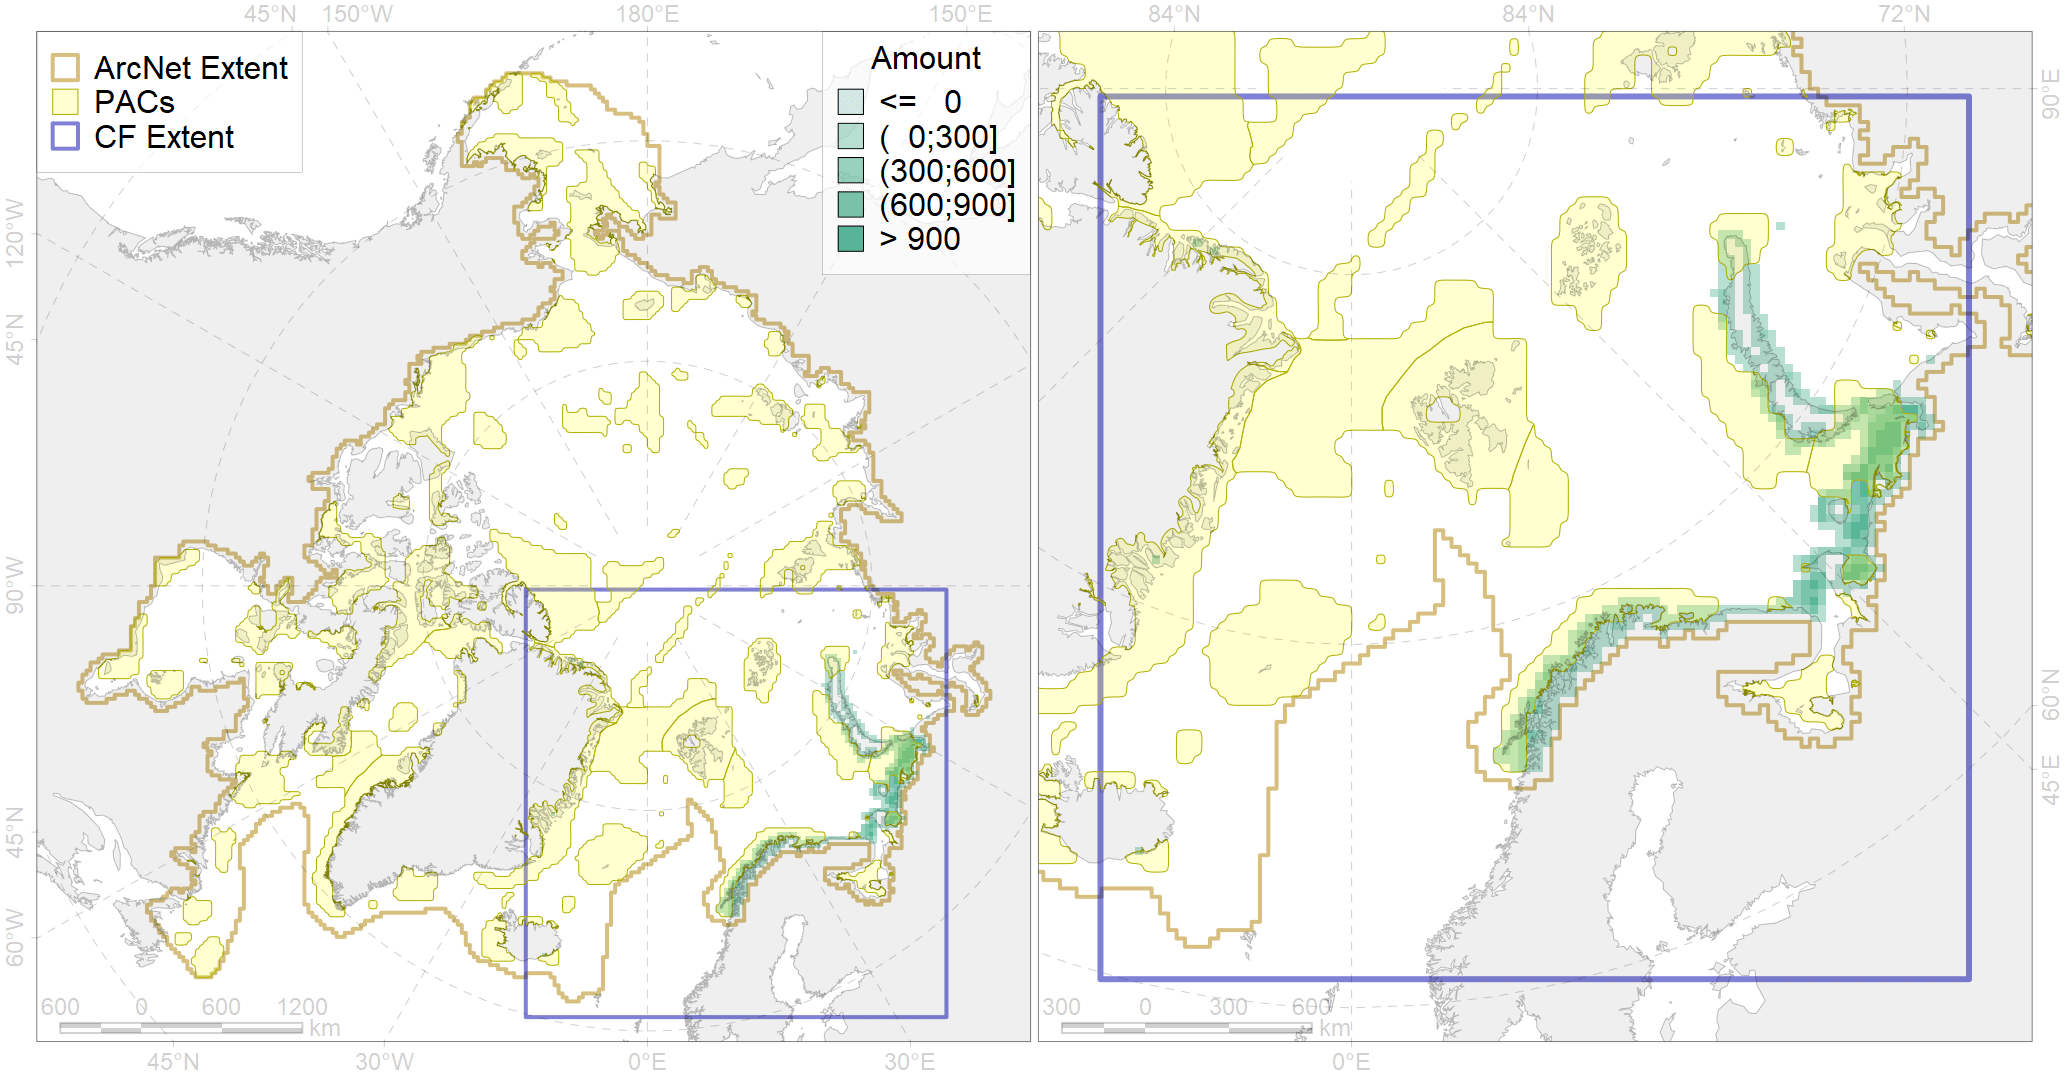 45°N 150°W 180°E 150°E 84°N 84°N 72°N
ArcNet Extent
PACs
CF Extent
Amount
<= 0
( 0;300]
(300;600]
(600;900]
> 900
120°W
45°N
90°W
45°N
60°W
90°E
60°N
45°E
600 0 600 1200
km
300 0 300 600
km
45°N 30°W 0°E 30°E 0°E